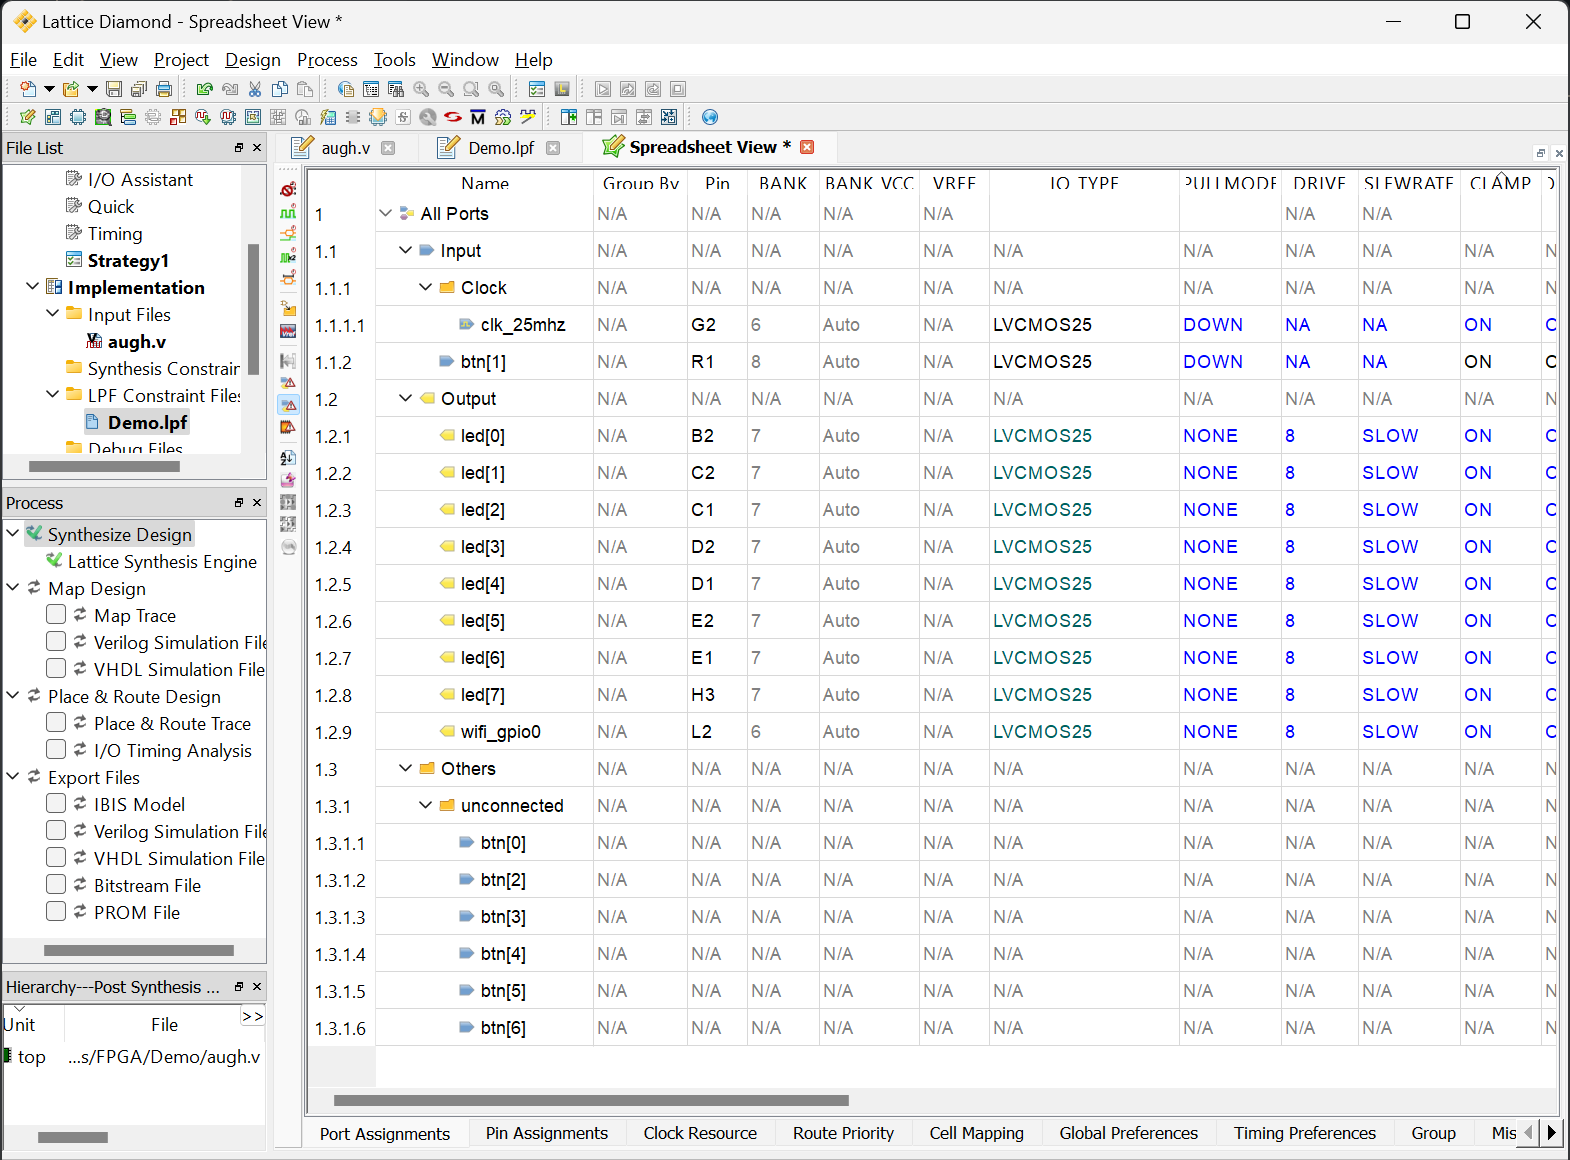 Lattice Diamond - Spreadsheet View *
File Edit View Project Design Process Tools Window Help
File List
I/O Assistant
Quick
Timing
Strategy1
Implementation
Input Files
augh.v
Synthesis Constrain
LPF Constraint Files
Demo.lpf
Debug Files
Process
Synthesize Design
Lattice Synthesis Engine
Map Design
Map Trace
Verilog Simulation File
VHDL Simulation File
Place & Route Design
Place & Route Trace
I/O Timing Analysis
Export Files
IBIS Model
Verilog Simulation File
VHDL Simulation File
Bitstream File
PROM File
Hierarchy---Post Synthesis ...
Unit File >>
top ...s/FPGA/Demo/augh.v
augh.v Demo.lpf Spreadsheet View *
Name Group By Pin BANK BANK_VCC VREF IO_TYPE PULLMODE DRIVE SLEWRATE CLAMP
1 All Ports N/A N/A N/A N/A N/A N/A N/A
1.1 Input N/A N/A N/A N/A N/A N/A N/A N/A N/A N/A N
1.1.1 Clock N/A N/A N/A N/A N/A N/A N/A N/A N/A N/A N
1.1.1.1 clk_25mhz N/A G2 6 Auto N/A LVCMOS25 DOWN NA NA ON
1.1.2 btn[1] N/A R1 8 Auto N/A LVCMOS25 DOWN NA NA ON
1.2 Output N/A N/A N/A N/A N/A N/A N/A N/A N/A N/A N
1.2.1 led[0] N/A B2 7 Auto N/A LVCMOS25 NONE 8 SLOW ON
1.2.2 led[1] N/A C2 7 Auto N/A LVCMOS25 NONE 8 SLOW ON
1.2.3 led[2] N/A C1 7 Auto N/A LVCMOS25 NONE 8 SLOW ON
1.2.4 led[3] N/A D2 7 Auto N/A LVCMOS25 NONE 8 SLOW ON
1.2.5 led[4] N/A D1 7 Auto N/A LVCMOS25 NONE 8 SLOW ON
1.2.6 led[5] N/A E2 7 Auto N/A LVCMOS25 NONE 8 SLOW ON
1.2.7 led[6] N/A E1 7 Auto N/A LVCMOS25 NONE 8 SLOW ON
1.2.8 led[7] N/A H3 7 Auto N/A LVCMOS25 NONE 8 SLOW ON
1.2.9 wifi_gpio0 N/A L2 6 Auto N/A LVCMOS25 NONE 8 SLOW ON
1.3 Others N/A N/A N/A N/A N/A N/A N/A N/A N/A N/A N
1.3.1 unconnected N/A N/A N/A N/A N/A N/A N/A N/A N/A N/A N
1.3.1.1 btn[0] N/A N/A N/A N/A N/A N/A N/A N/A N/A N/A N
1.3.1.2 btn[2] N/A N/A N/A N/A N/A N/A N/A N/A N/A N/A N
1.3.1.3 btn[3] N/A N/A N/A N/A N/A N/A N/A N/A N/A N/A N
1.3.1.4 btn[4] N/A N/A N/A N/A N/A N/A N/A N/A N/A N/A N
1.3.1.5 btn[5] N/A N/A N/A N/A N/A N/A N/A N/A N/A N/A N
1.3.1.6 btn[6] N/A N/A N/A N/A N/A N/A N/A N/A N/A N/A N
Port Assignments Pin Assignments Clock Resource Route Priority Cell Mapping Global Preferences Timing Preferences Group Mis